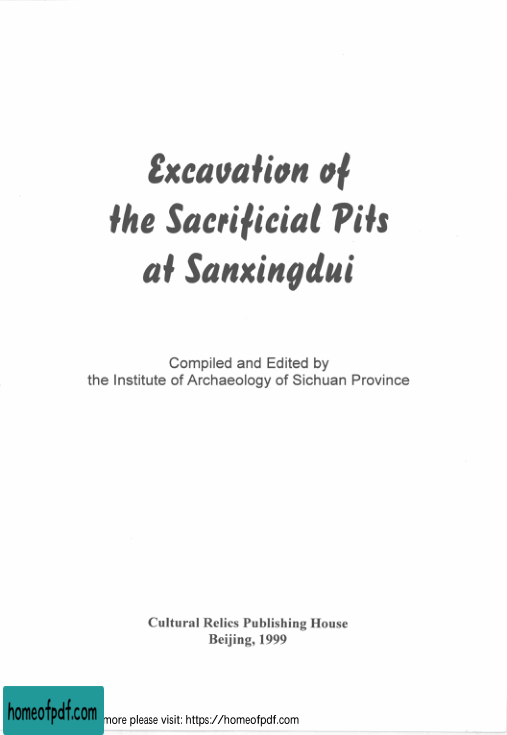 Excavation of
the Sacrificial Pits
at Sanxingdui
Compiled and Edited by
the Institute of Archaeology of Sichuan Province
Cultural Relics Publishing House
Beijing, 1999
homeofpdf.com
more please visit: https://homeofpdf.com